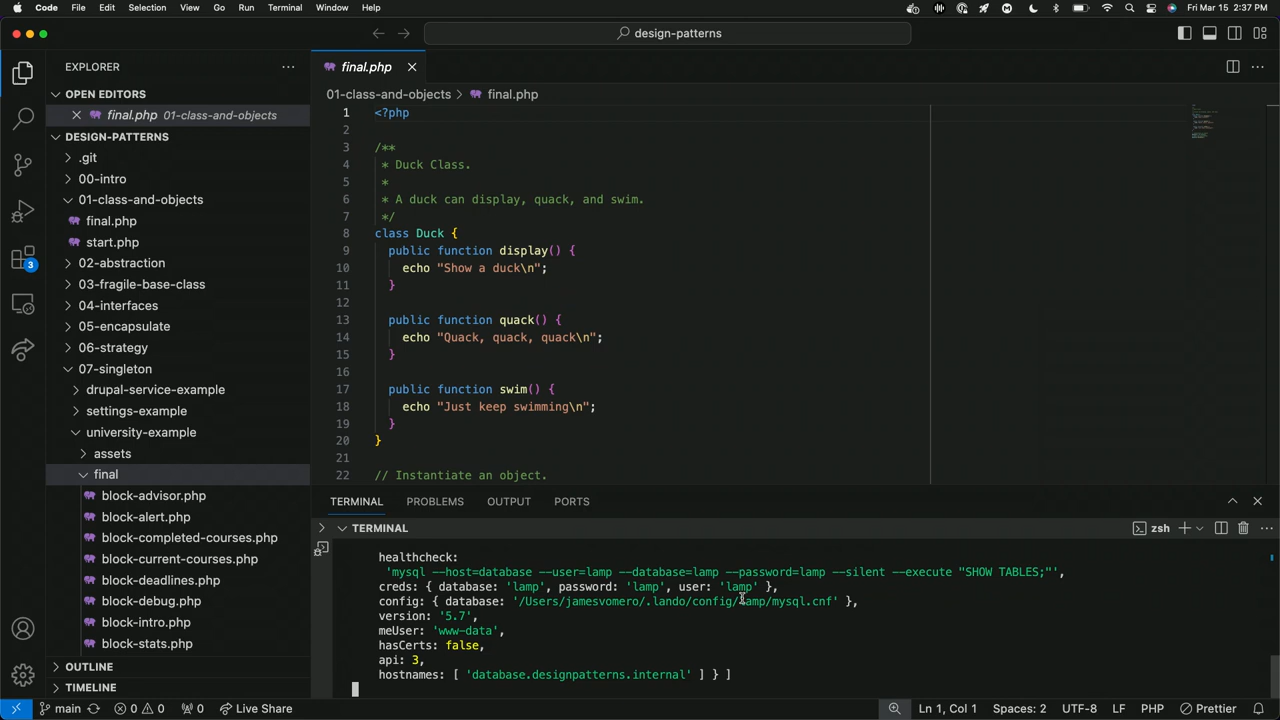 Code File Edit Selection View Go Run Terminal Window Help Fri Mar 15 2:37 PM
design-patterns
EXPLORER
final.php
OPEN EDITORS
final.php 01-class-and-objects
DESIGN-PATTERNS
.git
00-intro
01-class-and-objects
final.php
start.php
02-abstraction
03-fragile-base-class
04-interfaces
05-encapsulate
06-strategy
07-singleton
drupal-service-example
settings-example
university-example
assets
final
block-advisor.php
block-alert.php
block-completed-courses.php
block-current-courses.php
block-deadlines.php
block-debug.php
block-intro.php
block-stats.php
OUTLINE
TIMELINE
3
01-class-and-objects > final.php
1 <?php
2
3 /**
4 * Duck Class.
5 *
6 * A duck can display, quack, and swim.
7 */
8 class Duck {
9 public function display() {
10 echo "Show a duck\n";
11 }
12
13 public function quack() {
14 echo "Quack, quack, quack\n";
15 }
16
17 public function swim() {
18 echo "Just keep swimming\n";
19 }
20 }
21
22 // Instantiate an object.
TERMINAL PROBLEMS OUTPUT PORTS
TERMINAL zsh
healthcheck:
'mysql --host=database --user=lamp --database=lamp --password=lamp --silent --execute "SHOW TABLES;"',
creds: { database: 'lamp', password: 'lamp', user: 'lamp' },
config: { database: '/Users/jamesvomero/.lando/config/lamp/mysql.cnf' },
version: '5.7',
meUser: 'www-data',
hasCerts: false,
api: 3,
hostnames: [ 'database.designpatterns.internal' ] } ]
main 0 0 0 Live Share Ln 1, Col 1 Spaces: 2 UTF-8 LF PHP Prettier